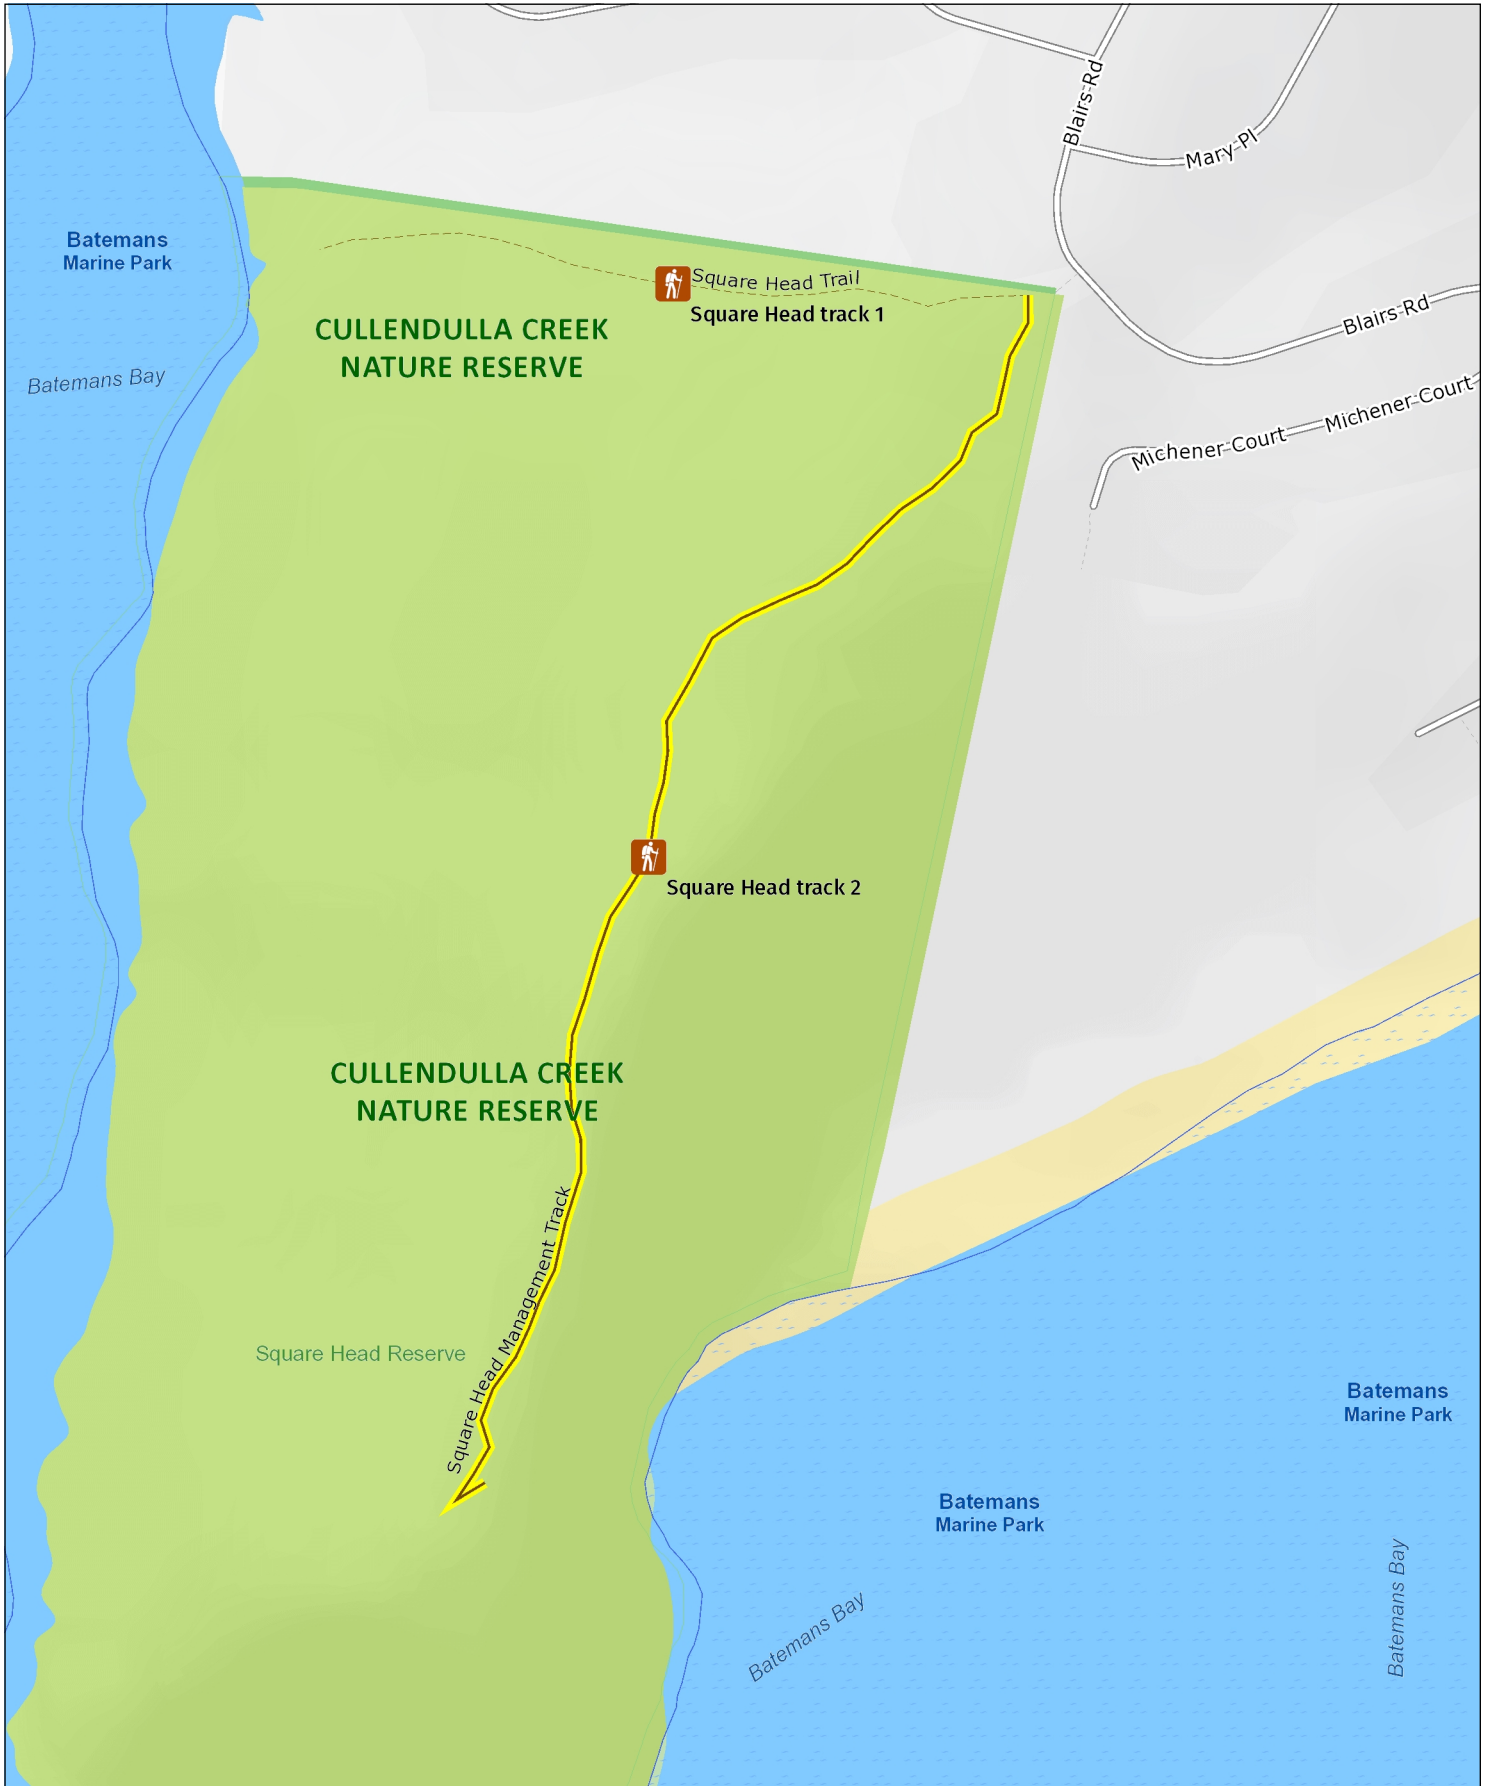 Blairs Rd
Mary Pl
Batemans
Marine Park
Square Head Trail
Square Head track 1
Blairs Rd
CULLENDULLA CREEK
NATURE RESERVE
Batemans Bay
Michener Court
Michener Court
Square Head track 2
CULLENDULLA CREEK
NATURE RESERVE
Square Head Management Track
Square Head Reserve
Batemans
Marine Park
Batemans
Marine Park
Batemans Bay
Batemans Bay